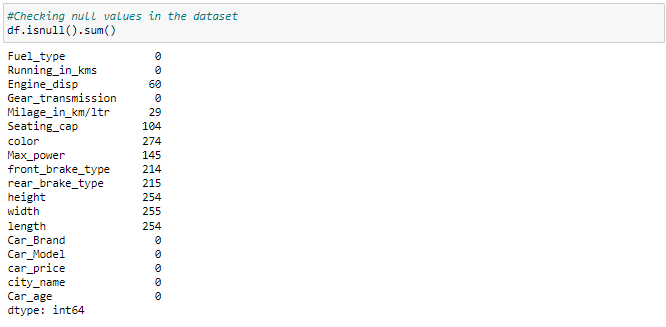 #Checking null values in the dataset
df.isnull().sum()
Fuel_type 0
Running_in_kms 0
Engine_disp 60
Gear_transmission 0
Milage_in_km/ltr 29
Seating_cap 104
color 274
Max_power 145
front_brake_type 214
rear_brake_type 215
height 254
width 255
length 254
Car_Brand 0
Car_Model 0
car_price 0
city_name 0
Car_age 0
dtype: int64